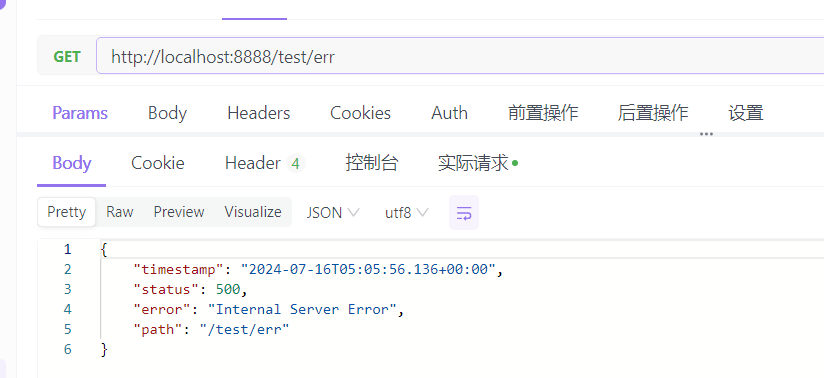 GET http://localhost:8888/test/err
Params Body Headers Cookies Auth 前置操作 后置操作 设置
Body Cookie Header 4 控制台 实际请求
Pretty Raw Preview Visualize JSON utf8
1 {
2 "timestamp": "2024-07-16T05:05:56.136+00:00",
3 "status": 500,
4 "error": "Internal Server Error",
5 "path": "/test/err"
6 }